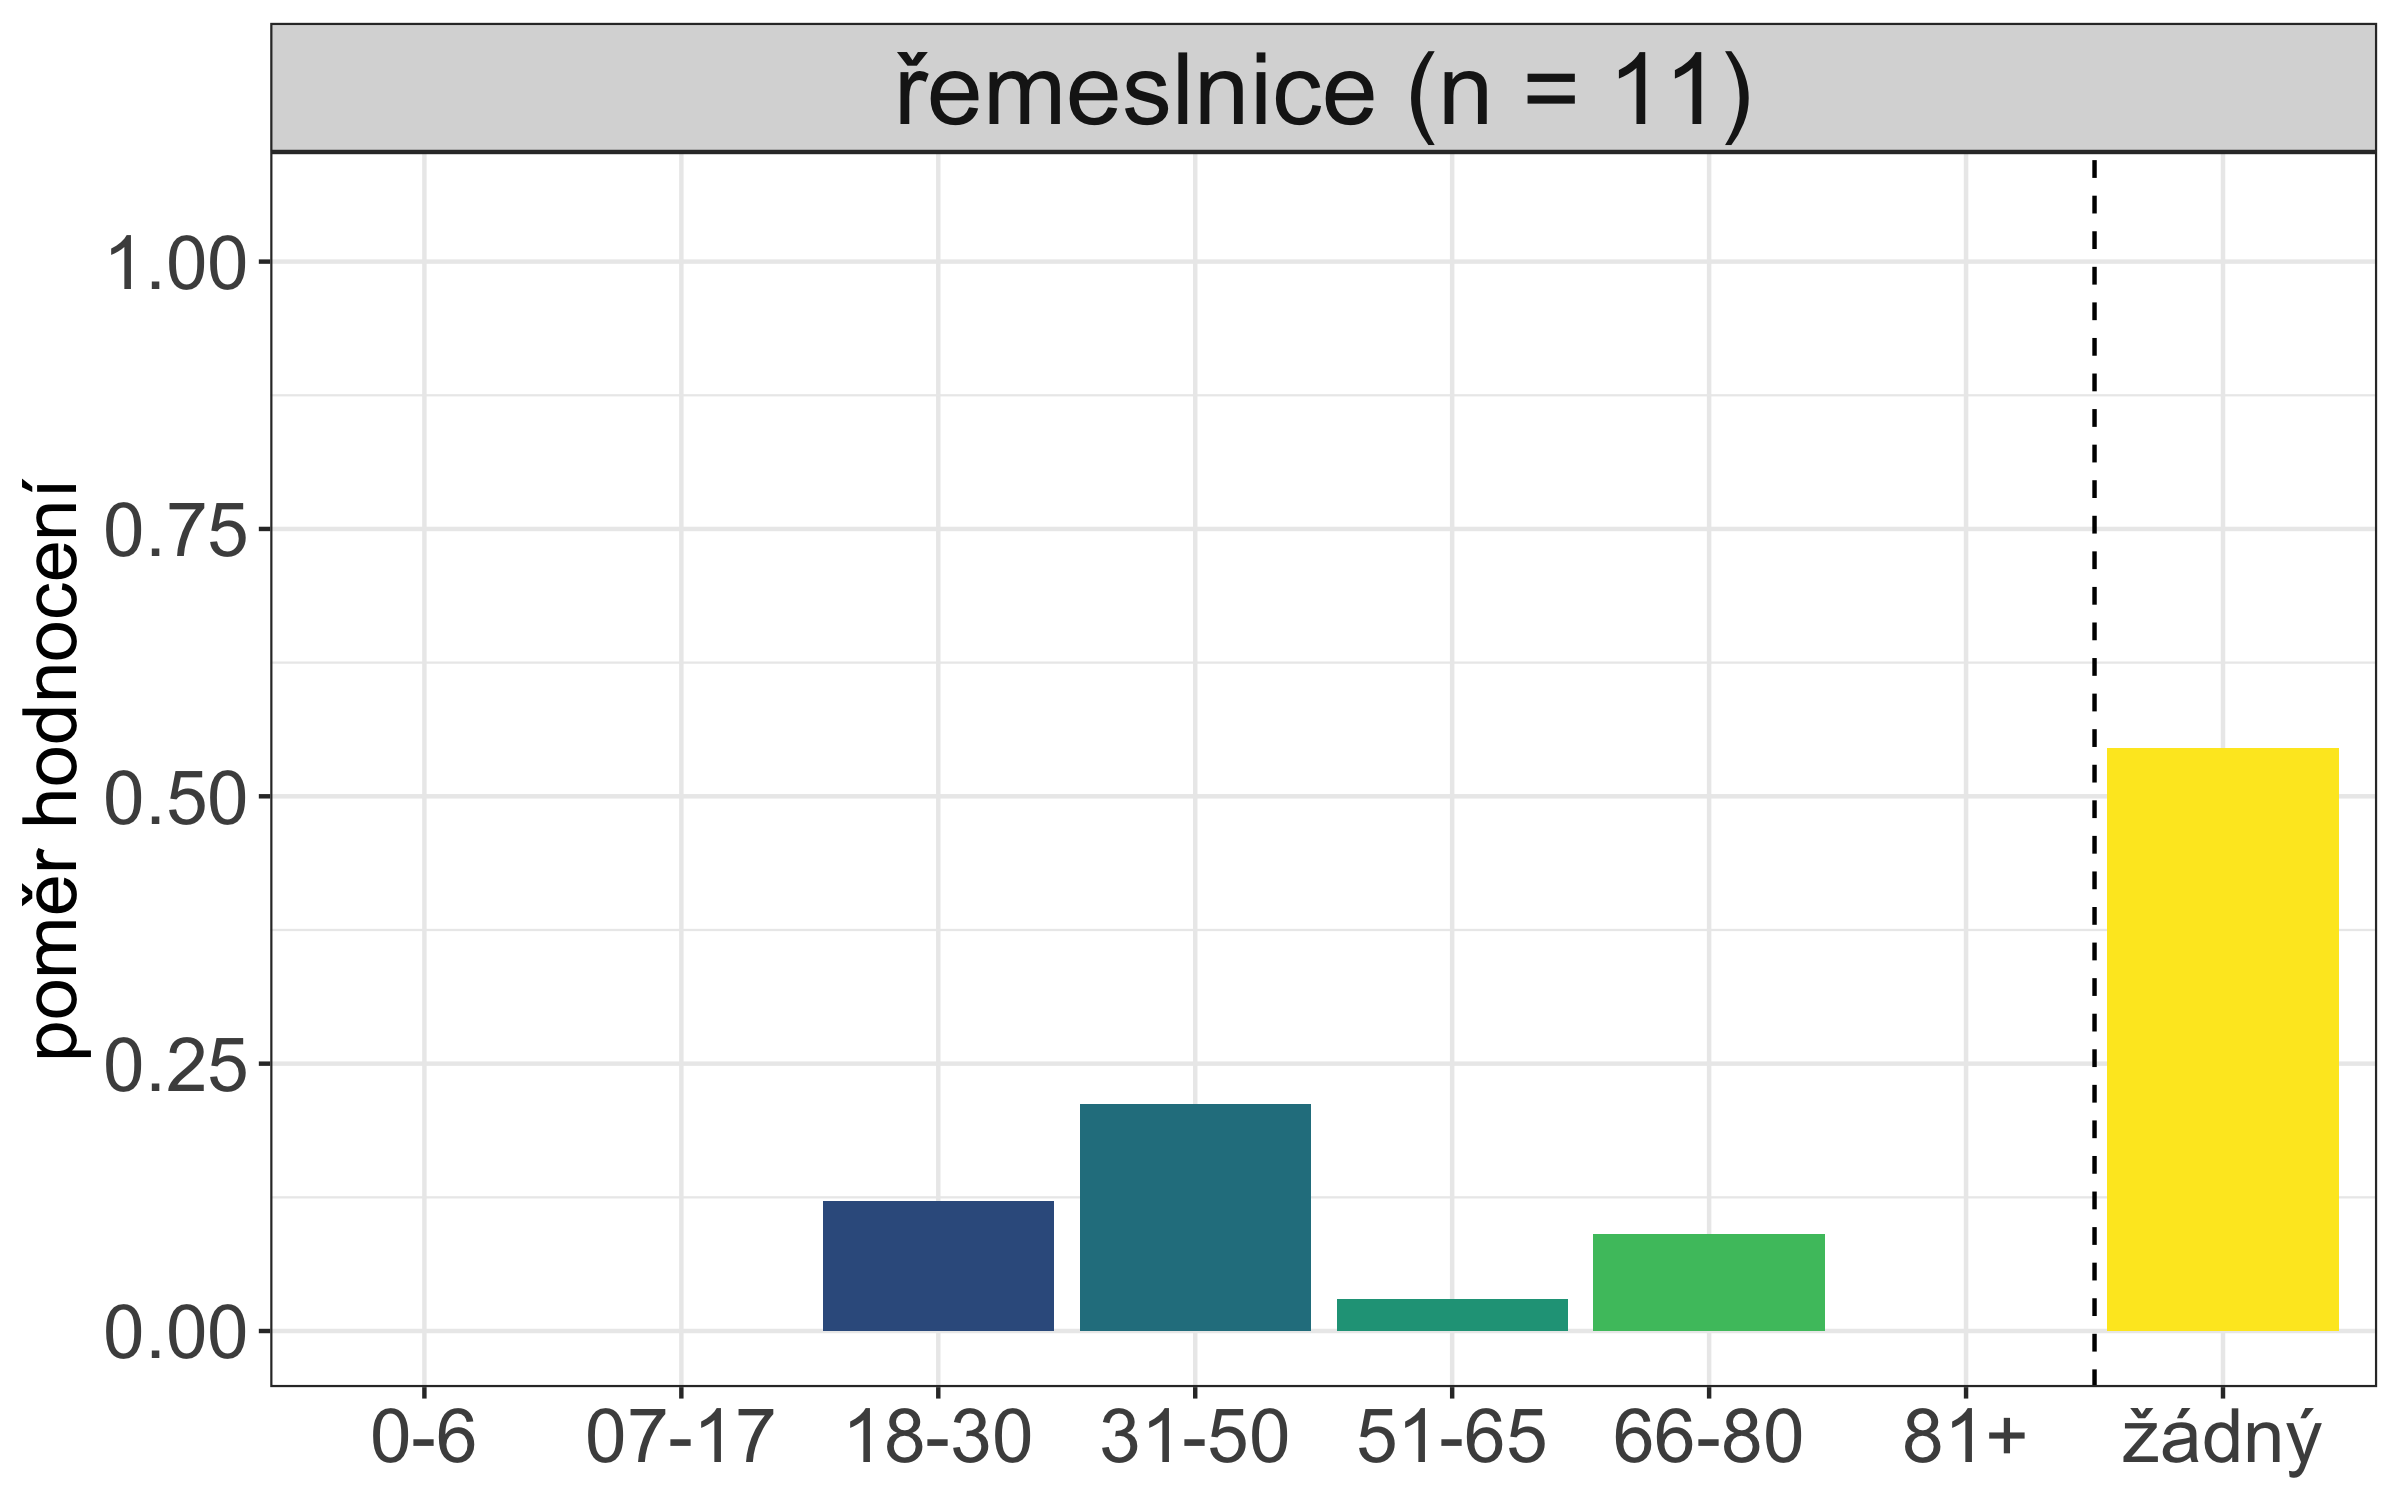 řemeslnice (n = 11)
poměr hodnocení
1.00
0.75
0.50
0.25
0.00
0-6 07-17 18-30 31-50 51-65 66-80 81+ žádný